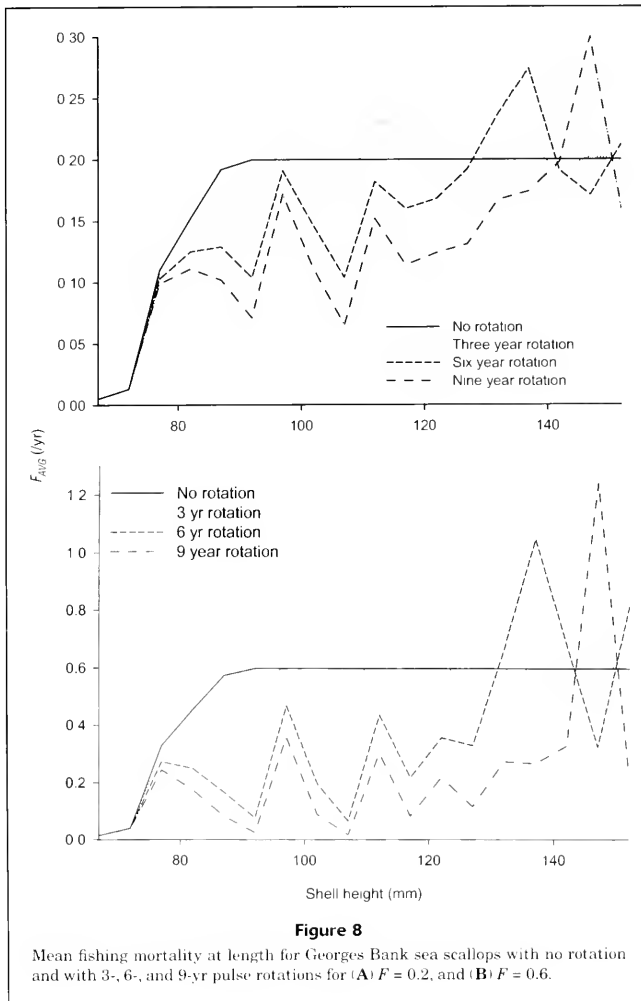 0 30
0 25
0 20
0 15
0 10
0 05
0 00
No rotation
Three year rotation
Six year rotation
Nine year rotation
80
100
120
140
F AVG (/yr)
No rotation
3 yr rotation
6 yr rotation
9 year rotation
1 2
1 0
0.8
0.6
0 4
0.2
0 0
80
100
120
140
Shell height (mm)
Figure 8
Mean fishing mortality at length for Georges Bank sea scallops with no rotation
and with 3-, 6-, and 9-yr pulse rotations for (A) F = 0.2, and (B) F = 0.6.